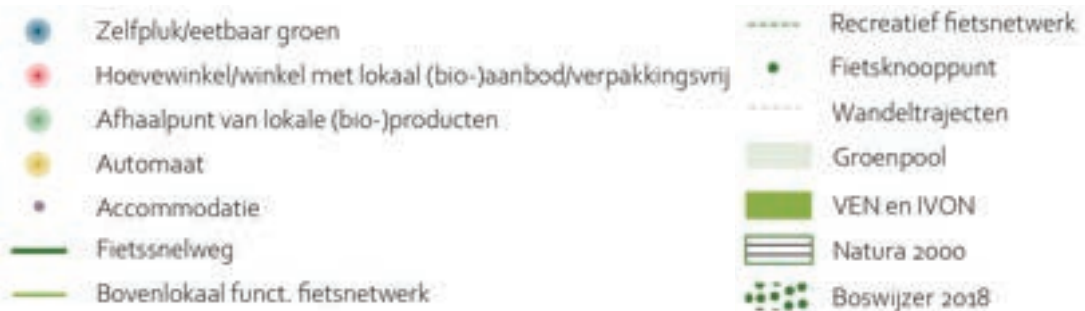 Zelfpluk/eetbaar groen
Hoevewinkel/winkel met lokaal (bio-)aanbod/verpakkingsvrij
Afhaalpunt van lokale (bio-)producten
Automaat
Accommodatie
Fietssnelweg
Bovenlokaal funct. fietsnetwerk
Recreatief fietsnetwerk
Fietsknooppunt
Wandeltrajecten
Groenpool
VEN en IVON
Natura 2000
Boswijzer 2018